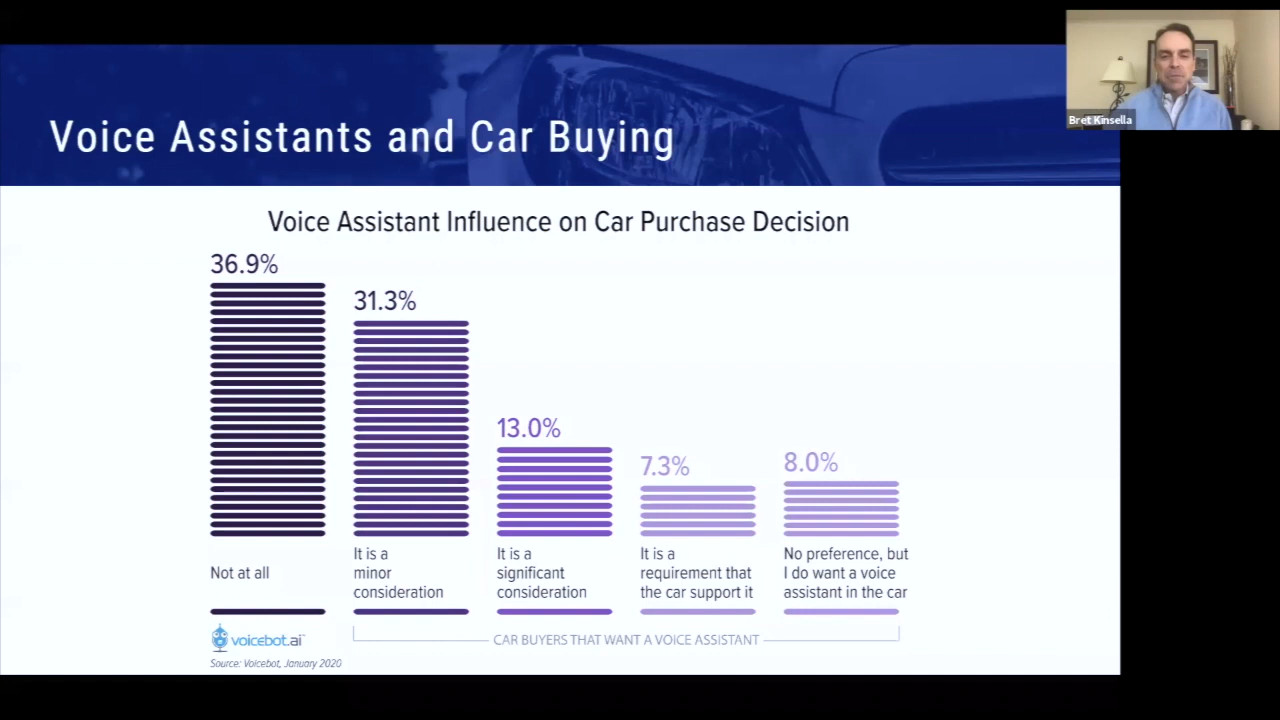 Bret Kinsella
Voice Assistants and Car Buying
Voice Assistant Influence on Car Purchase Decision
36.9%
31.3%
13.0%
7.3%
8.0%
Not at all
It is a
minor
consideration
It is a
significant
consideration
It is a
requirement that
the car support it
No preference, but
I do want a voice
assistant in the car
voicebot.ai
CAR BUYERS THAT WANT A VOICE ASSISTANT
Source: Voicebot, January 2020